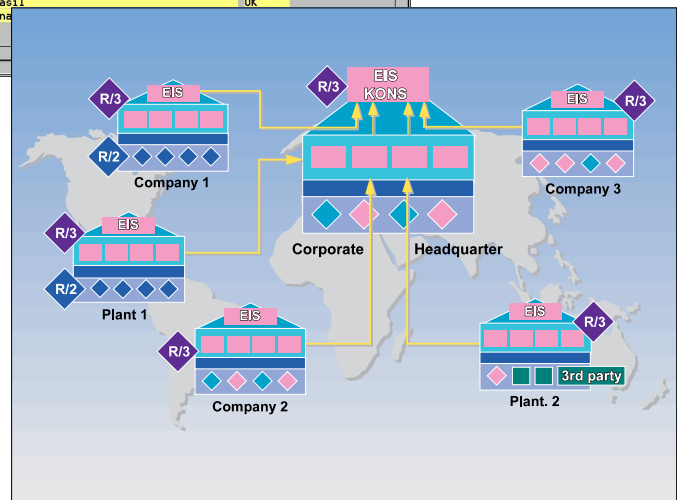 OK
R/3
EIS
R/3
EIS
KONS
EIS
R/3
R/2
Company 1
Company 3
R/3
EIS
Corporate
Headquarter
R/2
Plant 1
EIS
R/3
Company 2
EIS
R/3
3rd party
Plant. 2